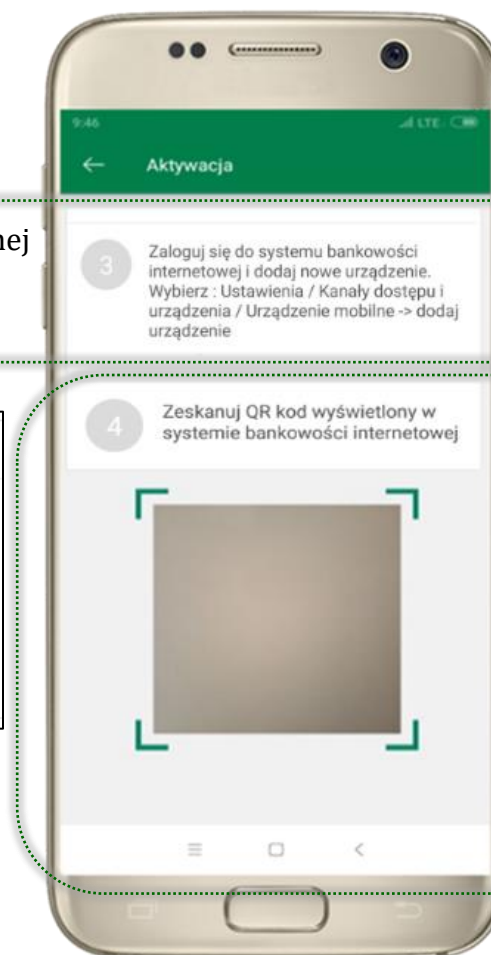 9:46
LTE
Aktywacja
nej
3
Zaloguj się do systemu bankowości
internetowej i dodaj nowe urządzenie.
Wybierz : Ustawienia / Kanały dostępu i
urządzenia / Urządzenie mobilne -> dodaj
urządzenie
4
Zeskanuj QR kod wyświetlony w
systemie bankowości internetowej